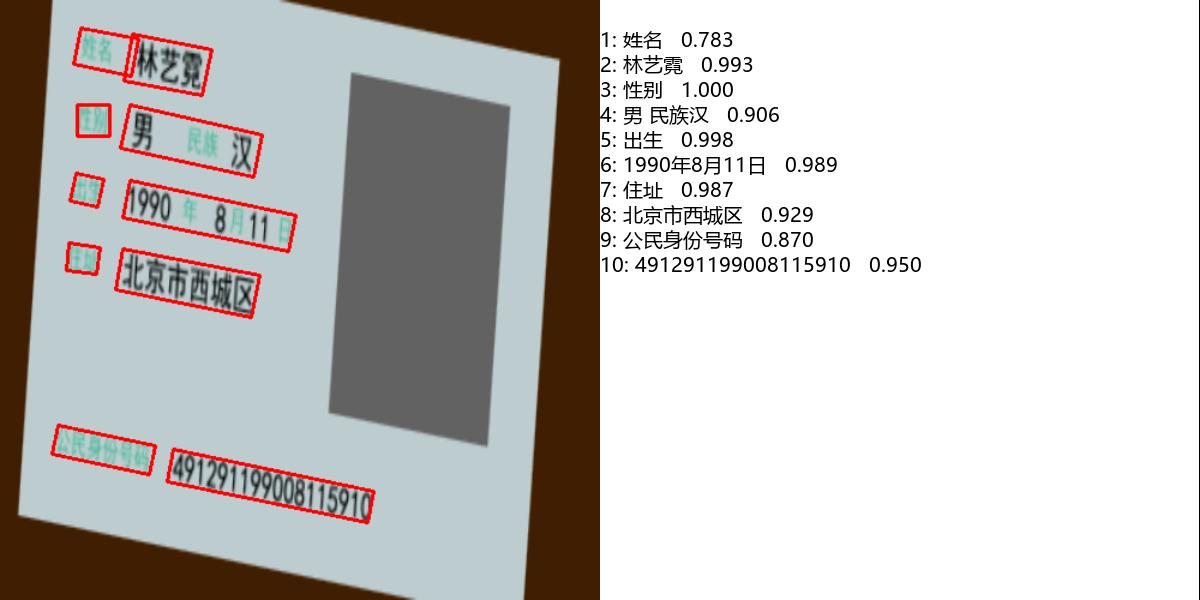 姓名 林艺霓
性别 男 民族 汉
出生 1990 年 8 月 11 日
住址 北京市西城区
公民身份号码 491291199008115910
1: 姓名 0.783
2: 林艺霓 0.993
3: 性别 1.000
4: 男 民族汉 0.906
5: 出生 0.998
6: 1990年8月11日 0.989
7: 住址 0.987
8: 北京市西城区 0.929
9: 公民身份号码 0.870
10: 491291199008115910 0.950